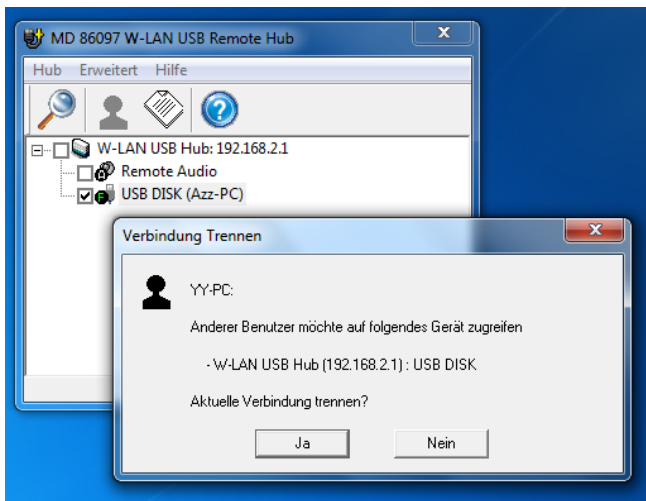 MD 86097 W-LAN USB Remote Hub
Hub Erweitert Hilfe
W-LAN USB Hub: 192.168.2.1
Remote Audio
USB DISK (Azz-PC)
Verbindung Trennen
YY-PC:
Anderer Benutzer möchte auf folgendes Gerät zugreifen
- W-LAN USB Hub (192.168.2.1) : USB DISK
Aktuelle Verbindung trennen?
Ja Nein